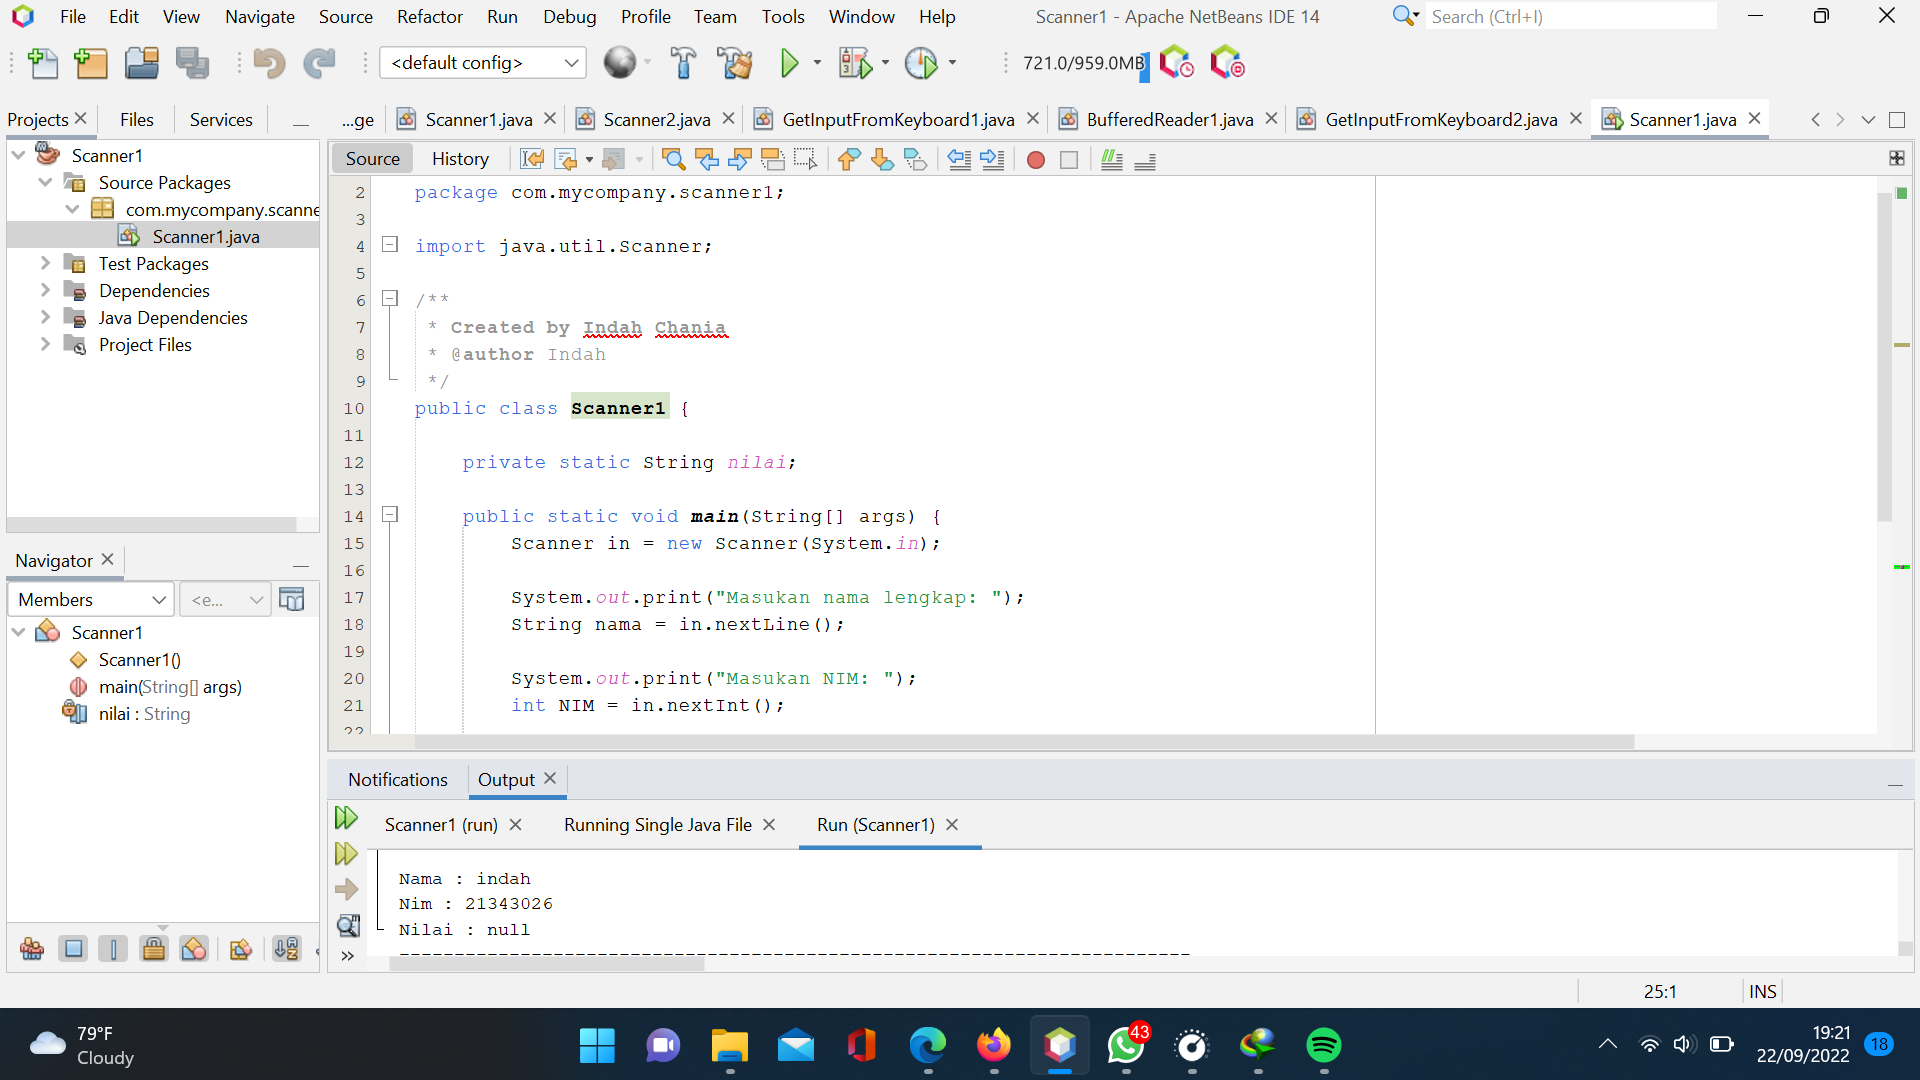 File Edit View Navigate Source Refactor Run Debug Profile Team Tools Window Help Scanner1 - Apache NetBeans IDE 14 Search (Ctrl+I)
<default config> 721.0/959.0MB
Projects Files Services
...ge Scanner1.java Scanner2.java GetInputFromKeyboard1.java BufferedReader1.java GetInputFromKeyboard2.java Scanner1.java
Scanner1
Source Packages
com.mycompany.scanne
Scanner1.java
Test Packages
Dependencies
Java Dependencies
Project Files
Navigator
Members <e...
Scanner1
Scanner1()
main(String[] args)
nilai : String
Source History
2 package com.mycompany.scanner1;
3
4 import java.util.Scanner;
5
6 /**
7 * Created by Indah Chania
8 * @author Indah
9 */
10 public class Scanner1 {
11
12 private static String nilai;
13
14 public static void main(String[] args) {
15 Scanner in = new Scanner(System.in);
16
17 System.out.print("Masukan nama lengkap: ");
18 String nama = in.nextLine();
19
20 System.out.print("Masukan NIM: ");
21 int NIM = in.nextInt();
22
Notifications Output
Scanner1 (run) Running Single Java File Run (Scanner1)
Nama : indah
Nim : 21343026
Nilai : null
------------------------------------------------------------------------
25:1 INS
79°F
Cloudy
43
19:21
22/09/2022
18